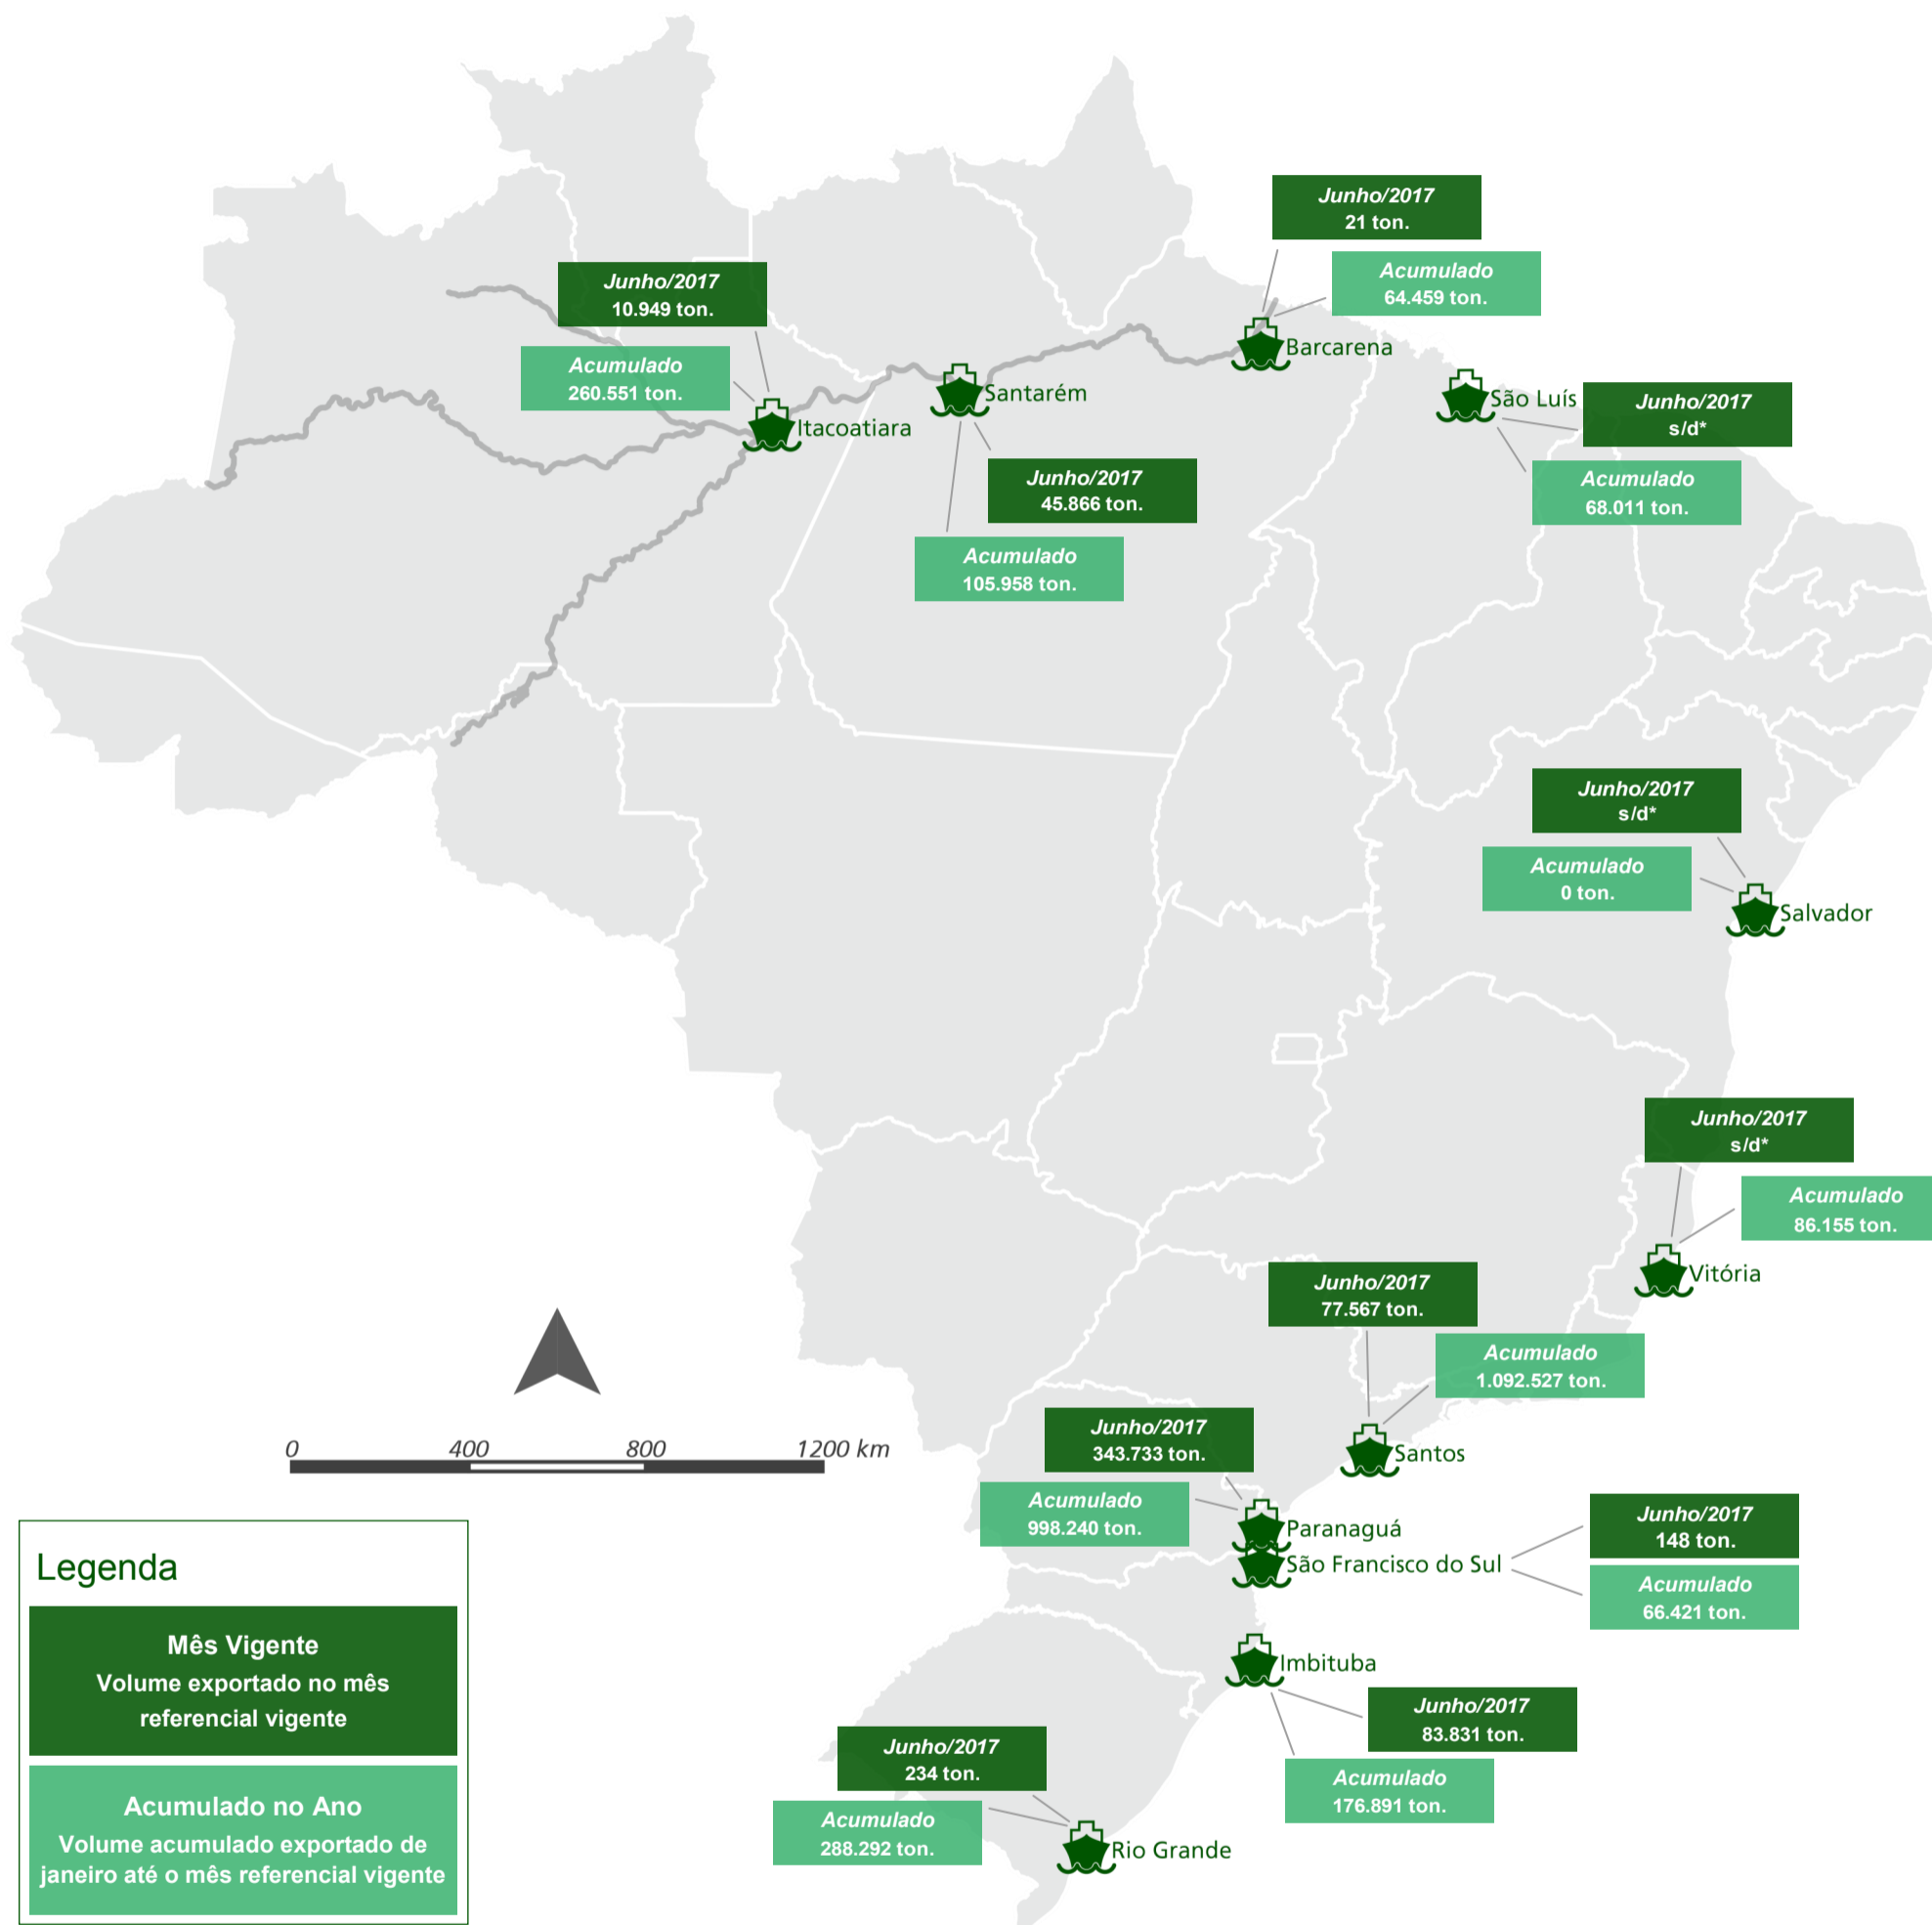 Junho/2017
21 ton.
Acumulado
64.459 ton.
Barcarena
Junho/2017
10.949 ton.
Acumulado
260.551 ton.
Itacoatiara
Santarém
Junho/2017
45.866 ton.
Acumulado
105.958 ton.
São Luís
Junho/2017
s/d*
Acumulado
68.011 ton.
Junho/2017
s/d*
Acumulado
0 ton.
Salvador
Junho/2017
s/d*
Acumulado
86.155 ton.
Vitória
Junho/2017
77.567 ton.
Acumulado
1.092.527 ton.
Santos
Junho/2017
343.733 ton.
Acumulado
998.240 ton.
Paranaguá
São Francisco do Sul
Junho/2017
148 ton.
Acumulado
66.421 ton.
Imbituba
Junho/2017
83.831 ton.
Acumulado
176.891 ton.
Junho/2017
234 ton.
Acumulado
288.292 ton.
Rio Grande
0 400 800 1200 km
Legenda
Mês Vigente
Volume exportado no mês
referencial vigente
Acumulado no Ano
Volume acumulado exportado de
janeiro até o mês referencial vigente